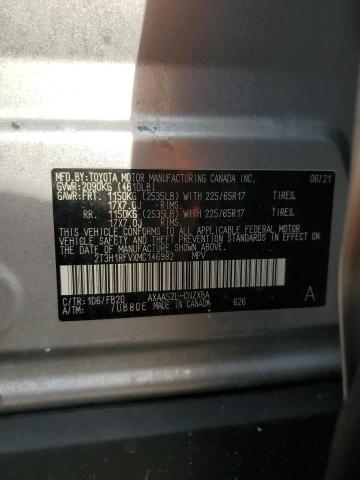 MFD.BY:TOYOTA MOTOR MANUFACTURING CANADA INC. 06/21
GVWR:2090KG (4610LB)
GAWR:FRT. 1150KG (2535LB) WITH 225/65R17 TIRES,
17X7.0J RIMS,
RR. 1150KG (2535LB) WITH 225/65R17 TIRES,
17X7.0J RIMS,
THIS VEHICLE CONFORMS TO ALL APPLICABLE FEDERAL MOTOR
VEHICLE SAFETY AND THEFT PREVENTION STANDARDS IN
EFFECT ON THE DATE OF MANUFACTURE SHOWN ABOVE.
2T3H1RFVXMC146982 MPV
C/TR:1D6/FB20 AXAA52L-CNZXBA A
A/TM: /UBB0E MADE IN CANADA 626